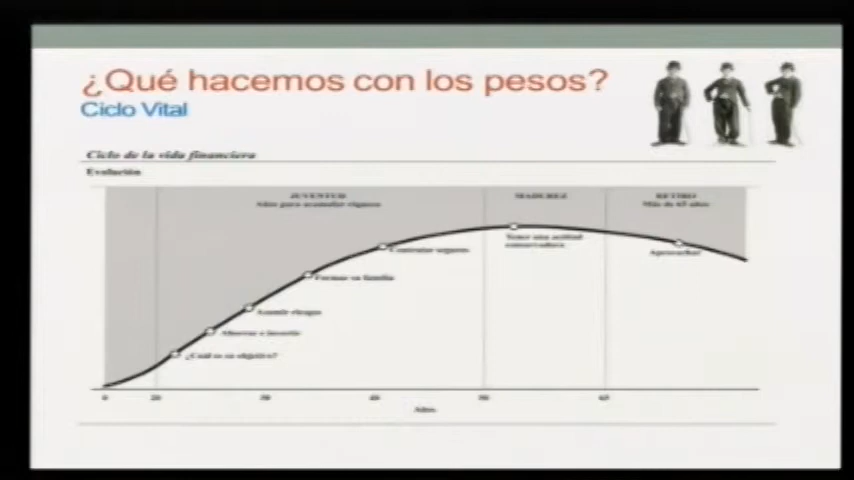 ¿Qué hacemos con los pesos?
Ciclo Vital
Ciclo de la vida financiera
Evolución
JUVENTUD
Años para acumular riqueza
MADUREZ
RETIRO
Más de 65 años
Contratar seguros
Tener una actitud
conservadora
Aprovechar
Formar su familia
Asumir riesgos
Ahorrar e invertir
¿Cuál es su objetivo?
0 20 30 40 50 65
Años